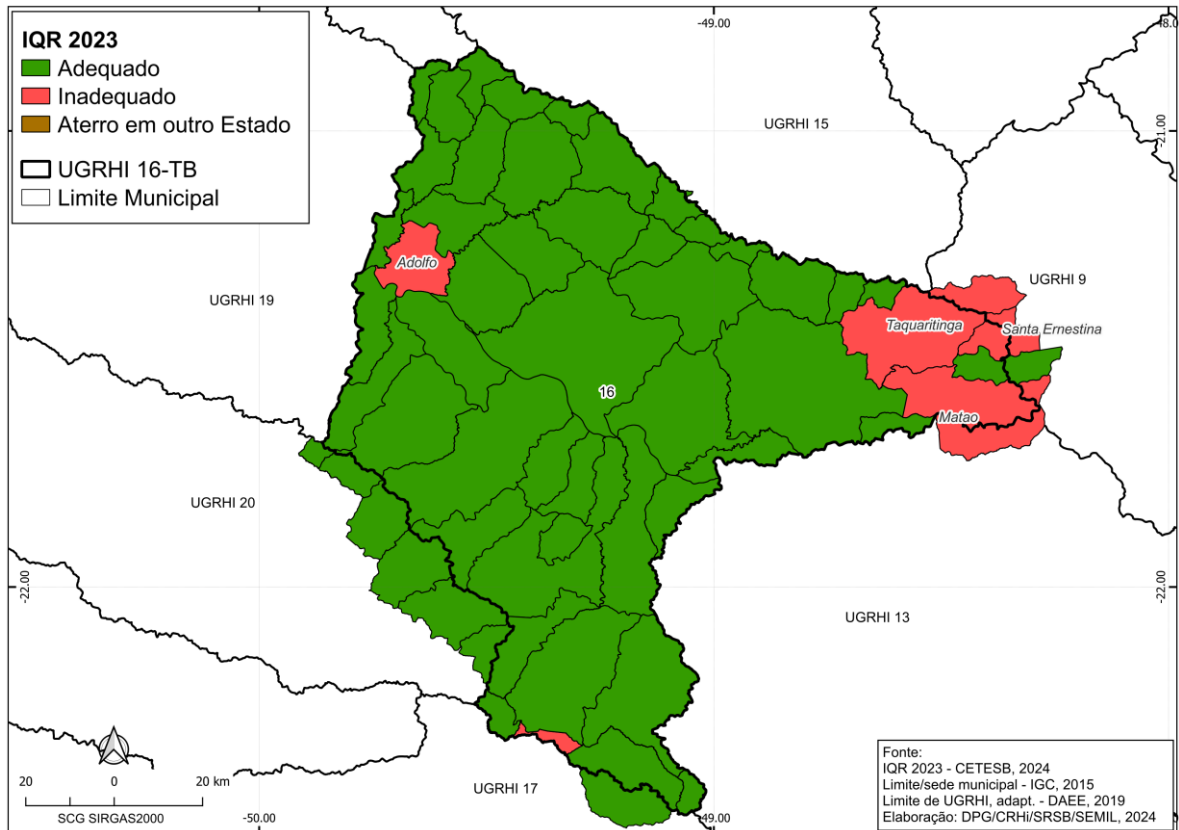 -49.00
-48.0
IQR 2023
Adequado
Inadequado
Aterro em outro Estado
UGRHI 16-TB
Limite Municipal
UGRHI 15
-21.00
Adolfo
UGRHI 9
UGRHI 19
Taquaritinga
Santa Ernestina
16
Matao
UGRHI 20
-22.00
-22.00
UGRHI 13
UGRHI 17
20
0
20 km
SCG SIRGAS2000
-50.00
-49.00
Fonte:
IQR 2023 - CETESB, 2024
Limite/sede municipal - IGC, 2015
Limite de UGRHI, adapt. - DAEE, 2019
Elaboração: DPG/CRHi/SRSB/SEMIL, 2024